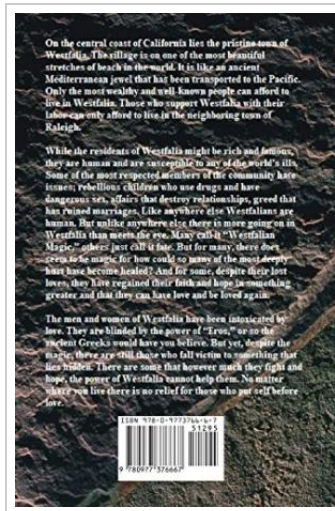 On the central coast of California lies the pristine town of
Westfalia. The village is on one of the most beautiful
stretches of beach in the world. It is like an ancient
Mediterranean jewel that has been transported to the Pacific.
Only the most wealthy and well-known people can afford to
live in Westfalia. Those who support Westfalia with their
labor can only afford to live in the neighboring town of
Raleigh.
While the residents of Westfalia might be rich and famous,
they are human and are susceptible to any of the world's ills.
Some of the most respected members of the community have
issues; rebellious children who use drugs and have
dangerous sex, affairs that destroy relationships, greed that
has ruined marriages. Like anywhere else Westfalians are
human. But unlike anywhere else there is more going on in
Westfalia than meets the eye. Many call it "Westfalian
Magic," others just call it fate. But for many, there does
seem to be magic for how could so many of the most deeply
hurt have become healed? And for some, despite their lost
loves, they have regained their faith and hope in something
greater and that they can have love and be loved again.
The men and women of Westfalia have been intoxicated by
love. They are blinded by the power of "Eros," or so the
ancient Greeks would have you believe. But yet, despite the
magic, there are still those who fall victim to something that
lies hidden. There are some that however much they fight and
hope, the power of Westfalia cannot help them. No matter
where you live there is no relief for those who put self before
love.
ISBN 978-0-9773766-6-7
51295
9 780977 376667